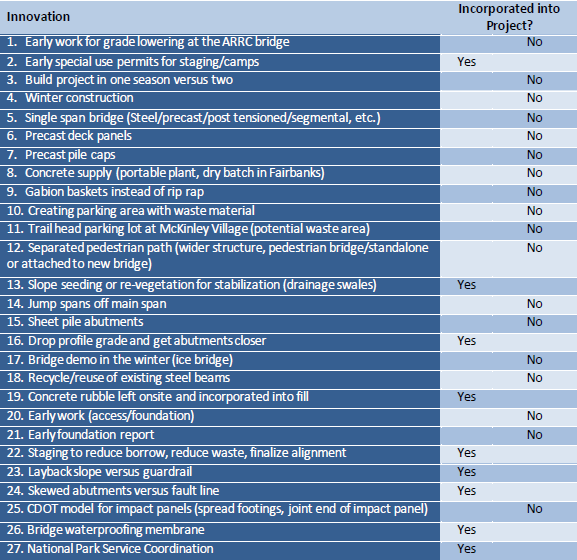 Innovation Incorporated into Project?
1. Early work for grade lowering at the ARRC bridge No
2. Early special use permits for staging/camps Yes
3. Build project in one season versus two No
4. Winter construction No
5. Single span bridge (Steel/precast/post tensioned/segmental, etc.) No
6. Precast deck panels No
7. Precast pile caps No
8. Concrete supply (portable plant, dry batch in Fairbanks) No
9. Gabion baskets instead of rip rap No
10. Creating parking area with waste material No
11. Trail head parking lot at McKinley Village (potential waste area) No
12. Separated pedestrian path (wider structure, pedestrian bridge/standalone No
or attached to new bridge)
13. Slope seeding or re-vegetation for stabilization (drainage swales) Yes
14. Jump spans off main span No
15. Sheet pile abutments No
16. Drop profile grade and get abutments closer Yes
17. Bridge demo in the winter (ice bridge) No
18. Recycle/reuse of existing steel beams No
19. Concrete rubble left onsite and incorporated into fill Yes
20. Early work (access/foundation) No
21. Early foundation report No
22. Staging to reduce borrow, reduce waste, finalize alignment Yes
23. Layback slope versus guardrail Yes
24. Skewed abutments versus fault line Yes
25. CDOT model for impact panels (spread footings, joint end of impact panel) No
26. Bridge waterproofing membrane Yes
27. National Park Service Coordination Yes